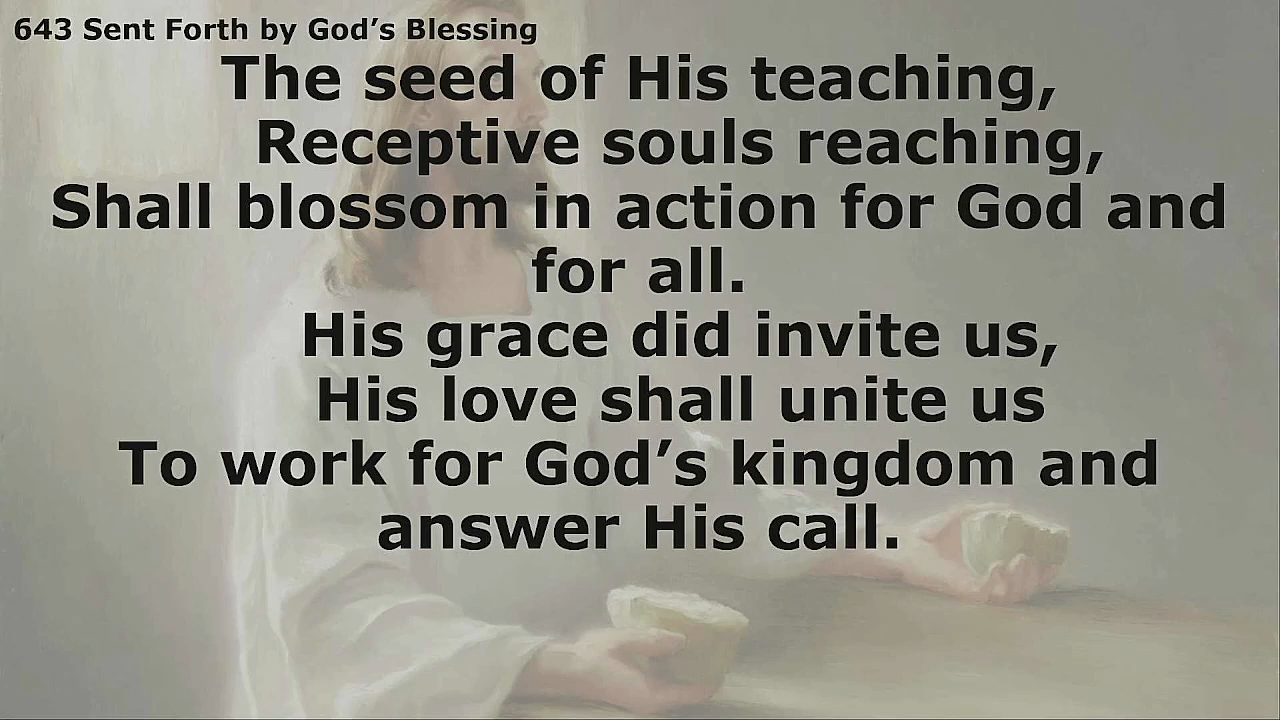 643 Sent Forth by God’s Blessing
The seed of His teaching,
Receptive souls reaching,
Shall blossom in action for God and
for all.
His grace did invite us,
His love shall unite us
To work for God’s kingdom and
answer His call.